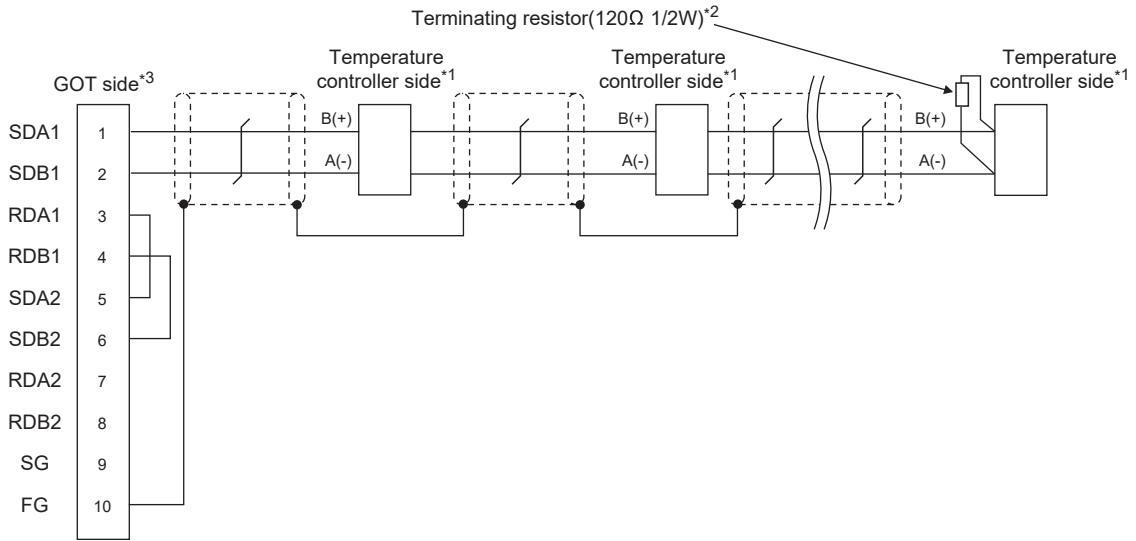 Terminating resistor(120Ω 1/2W)*2
GOT side*3
Temperature
controller side*1
Temperature
controller side*1
Temperature
controller side*1
SDA1 1 B(+) B(+) B(+)
SDB1 2 A(-) A(-) A(-)
RDA1 3
RDB1 4
SDA2 5
SDB2 6
RDA2 7
RDB2 8
SG 9
FG 10